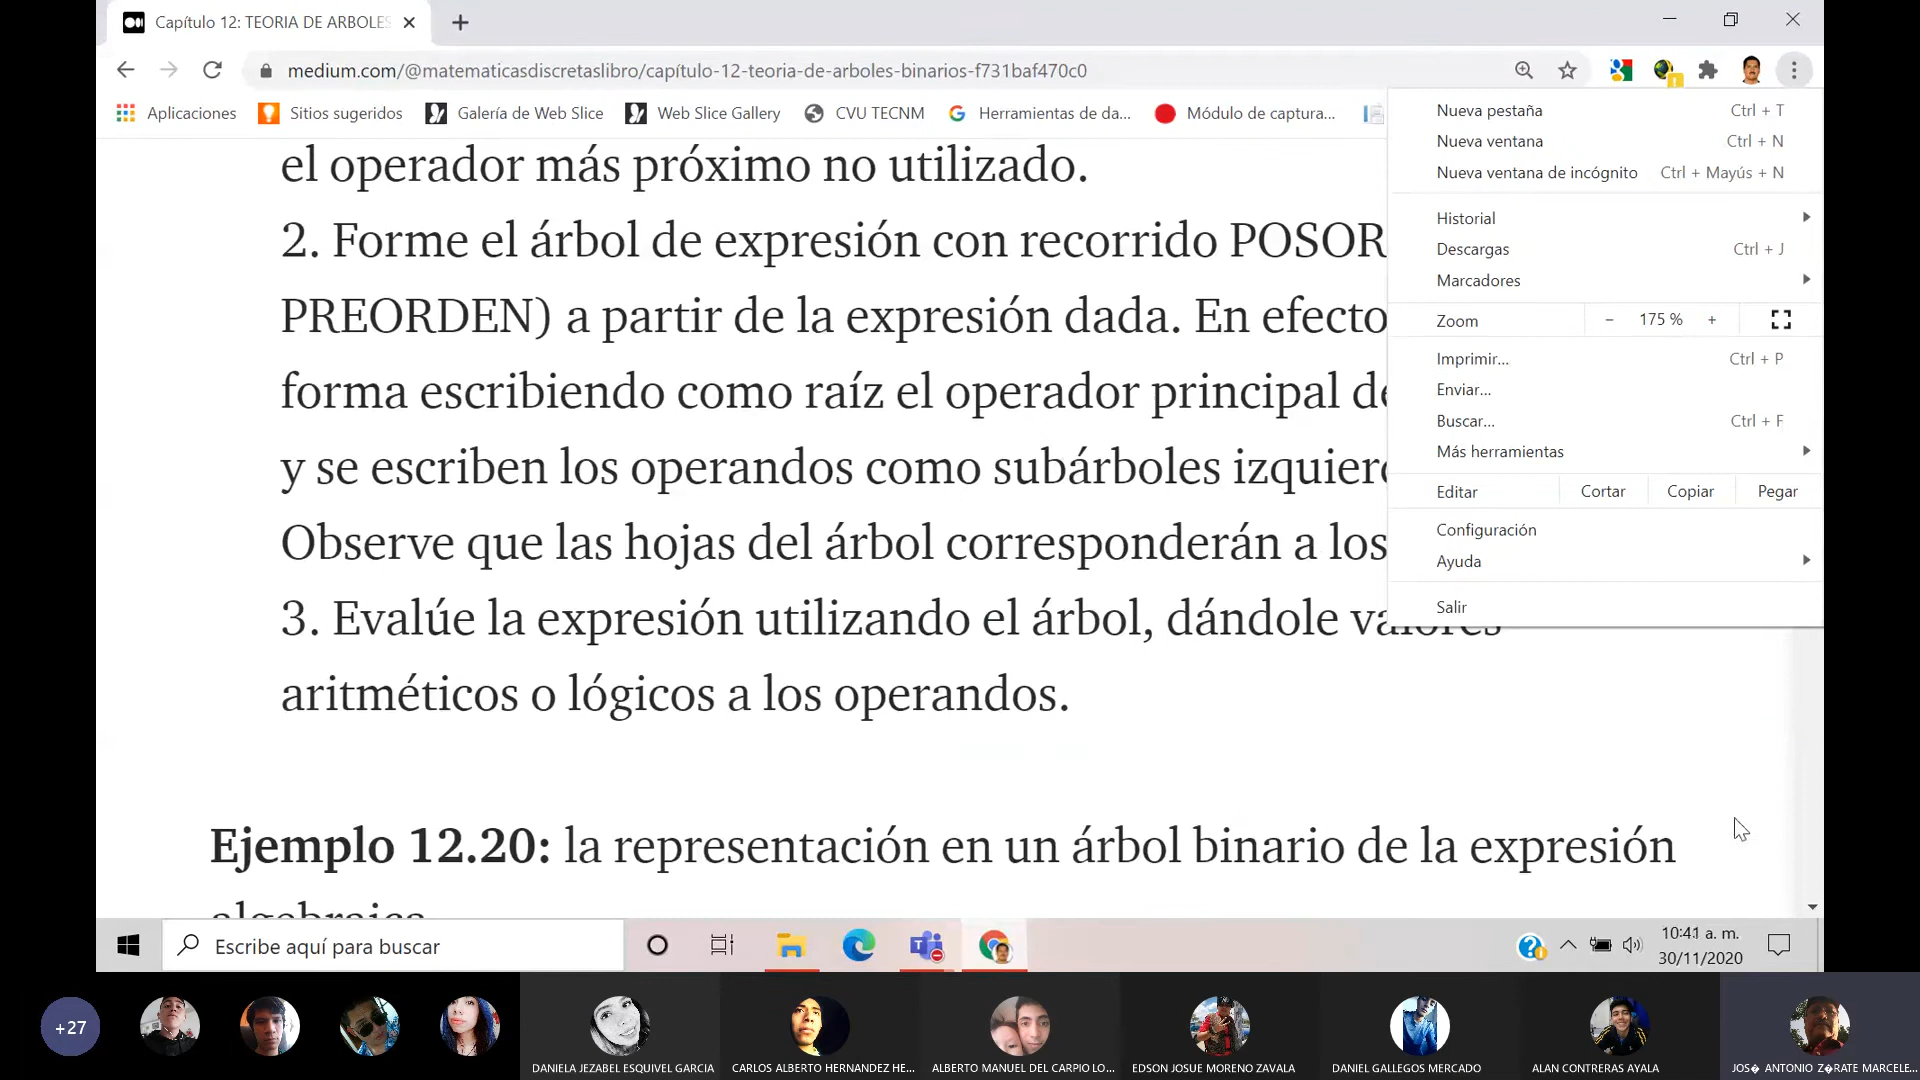 Capítulo 12: TEORIA DE ARBOLES
medium.com/@matematicasdiscretaslibro/capítulo-12-teoria-de-arboles-binarios-f731baf470c0
Aplicaciones Sitios sugeridos Galería de Web Slice Web Slice Gallery CVU TECNM Herramientas de da... Módulo de captura...
el operador más próximo no utilizado.
2. Forme el árbol de expresión con recorrido POSOR
PREORDEN) a partir de la expresión dada. En efecto
forma escribiendo como raíz el operador principal de
y se escriben los operandos como subárboles izquierd
Observe que las hojas del árbol corresponderán a los
3. Evalúe la expresión utilizando el árbol, dándole valores
aritméticos o lógicos a los operandos.
Ejemplo 12.20: la representación en un árbol binario de la expresión
algebraica
Nueva pestaña Ctrl + T
Nueva ventana Ctrl + N
Nueva ventana de incógnito Ctrl + Mayús + N
Historial
Descargas Ctrl + J
Marcadores
Zoom − 175 % +
Imprimir... Ctrl + P
Enviar...
Buscar... Ctrl + F
Más herramientas
Editar Cortar Copiar Pegar
Configuración
Ayuda
Salir
Escribe aquí para buscar
10:41 a. m.
30/11/2020
+27
DANIELA JEZABEL ESQUIVEL GARCIA
CARLOS ALBERTO HERNANDEZ HE...
ALBERTO MANUEL DEL CARPIO LO...
EDSON JOSUE MORENO ZAVALA
DANIEL GALLEGOS MERCADO
ALAN CONTRERAS AYALA
JOS� ANTONIO Z�RATE MARCELE...